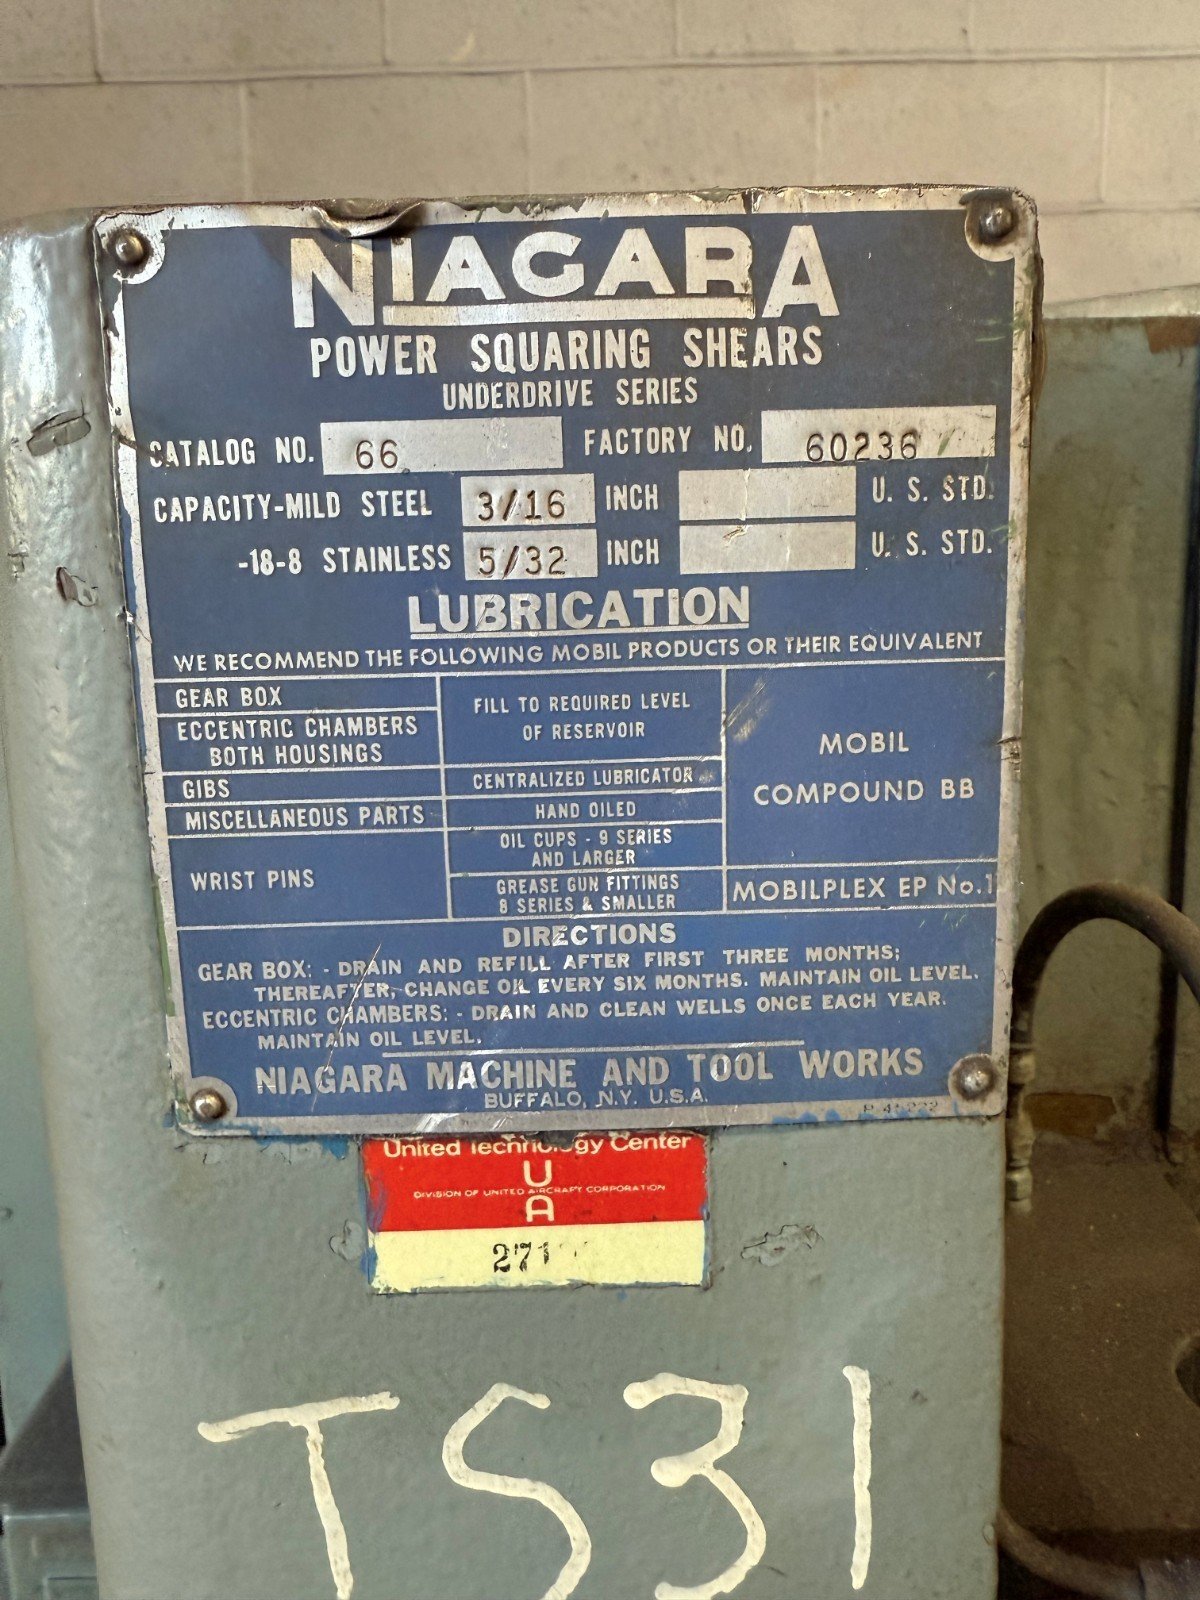 NIAGARA
POWER SQUARING SHEARS
UNDERDRIVE SERIES
CATALOG NO. 66 FACTORY NO. 60236
CAPACITY-MILD STEEL 3/16 INCH U. S. STD.
-18-8 STAINLESS 5/32 INCH U. S. STD.
LUBRICATION
WE RECOMMEND THE FOLLOWING MOBIL PRODUCTS OR THEIR EQUIVALENT
GEAR BOX
ECCENTRIC CHAMBERS
BOTH HOUSINGS
FILL TO REQUIRED LEVEL
OF RESERVOIR
GIBS
CENTRALIZED LUBRICATOR
MISCELLANEOUS PARTS
HAND OILED
MOBIL
COMPOUND BB
WRIST PINS
OIL CUPS - 9 SERIES
AND LARGER
GREASE GUN FITTINGS
8 SERIES & SMALLER
MOBILPLEX EP No.1
DIRECTIONS
GEAR BOX: - DRAIN AND REFILL AFTER FIRST THREE MONTHS;
THEREAFTER, CHANGE OIL EVERY SIX MONTHS. MAINTAIN OIL LEVEL.
ECCENTRIC CHAMBERS: - DRAIN AND CLEAN WELLS ONCE EACH YEAR.
MAINTAIN OIL LEVEL.
NIAGARA MACHINE AND TOOL WORKS
BUFFALO, N.Y. U.S.A.
United Technology Center
U
DIVISION OF UNITED AIRCRAFT CORPORATION
A
271
TS31